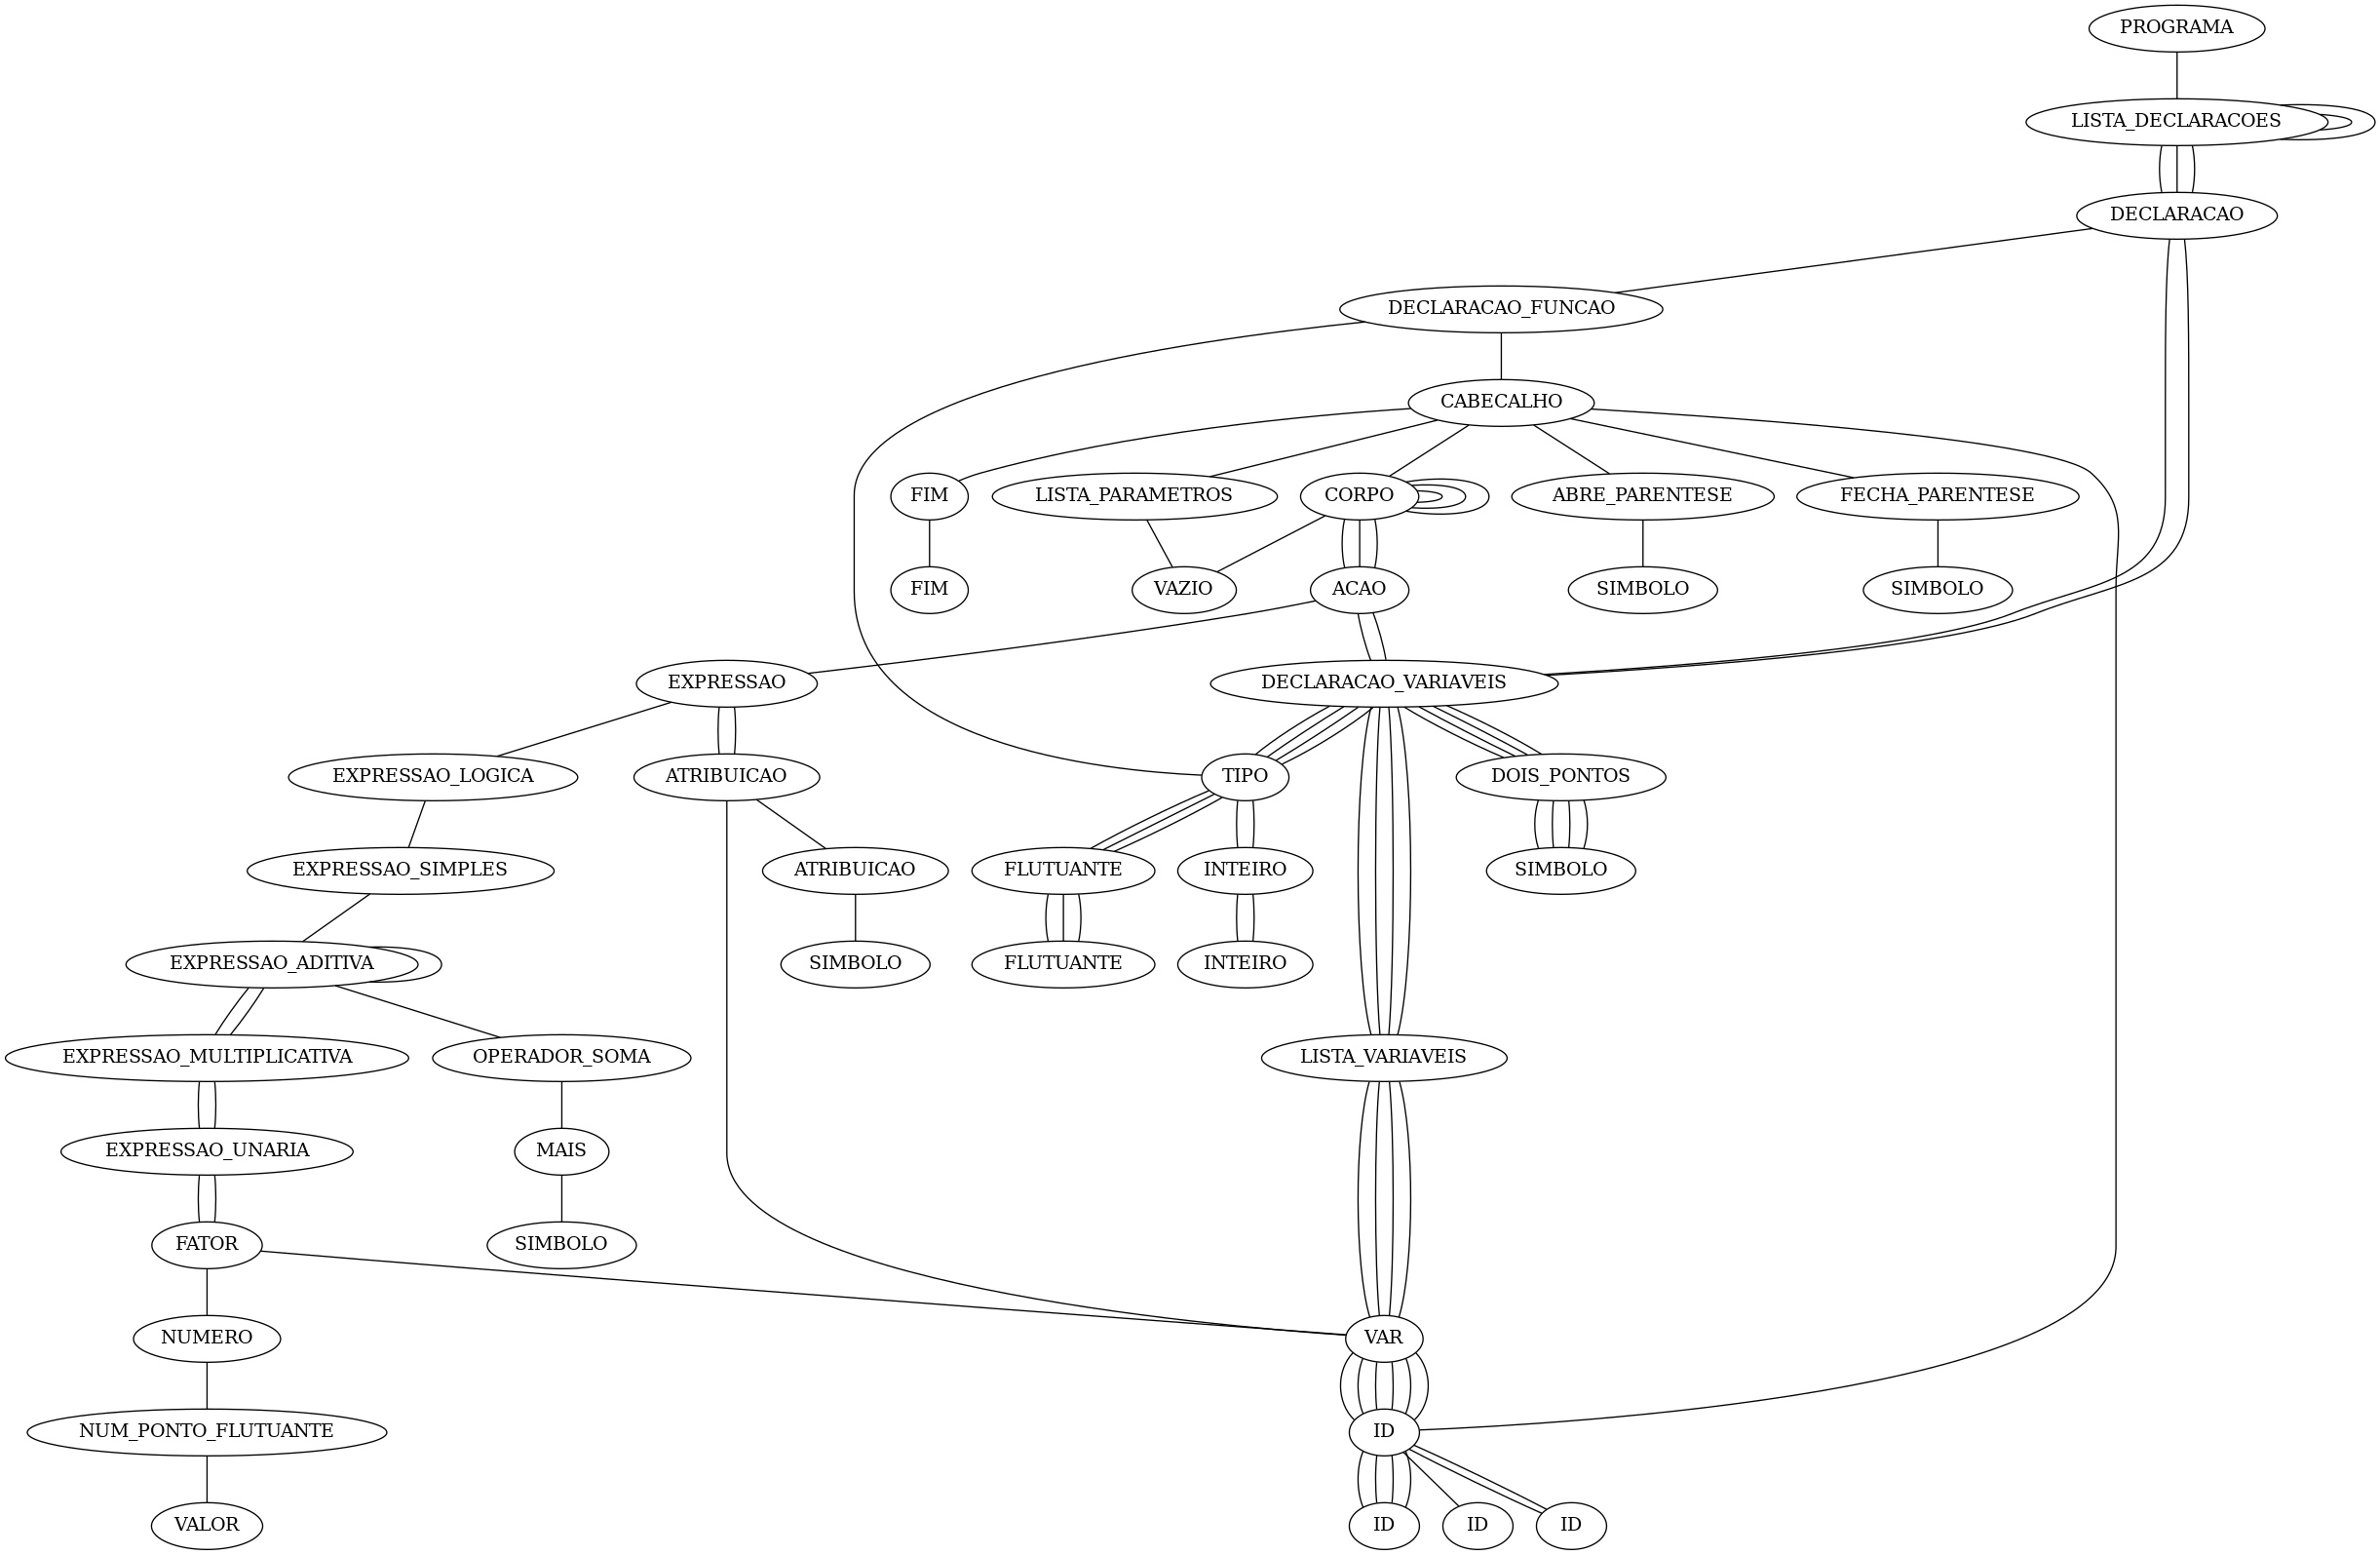 PROGRAMA
LISTA_DECLARACOES
DECLARACAO
DECLARACAO_FUNCAO
CABECALHO
FIM
LISTA_PARAMETROS
CORPO
ABRE_PARENTESE
FECHA_PARENTESE
FIM
VAZIO
ACAO
SIMBOLO
SIMBOLO
EXPRESSAO
DECLARACAO_VARIAVEIS
EXPRESSAO_LOGICA
ATRIBUICAO
TIPO
DOIS_PONTOS
EXPRESSAO_SIMPLES
ATRIBUICAO
FLUTUANTE
INTEIRO
SIMBOLO
EXPRESSAO_ADITIVA
SIMBOLO
FLUTUANTE
INTEIRO
EXPRESSAO_MULTIPLICATIVA
OPERADOR_SOMA
LISTA_VARIAVEIS
EXPRESSAO_UNARIA
MAIS
FATOR
SIMBOLO
NUMERO
VAR
NUM_PONTO_FLUTUANTE
ID
VALOR
ID
ID
ID